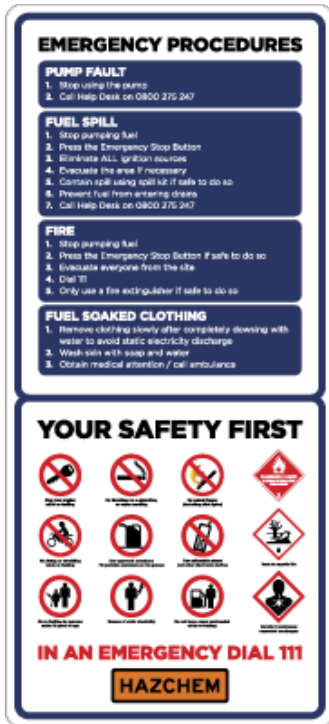 EMERGENCY PROCEDURES
PUMP FAULT
1. Stop using the pump
2. Call Help Desk on 0800 275 247
FUEL SPILL
1. Stop pumping fuel
2. Press the Emergency Stop Button
3. Eliminate ALL ignition sources
4. Evacuate the area if necessary
5. Contain spill using spill kit if safe to do so
6. Prevent fuel from entering drains
7. Call Help Desk on 0800 275 247
FIRE
1. Stop pumping fuel
2. Press the Emergency Stop Button if safe to do so
3. Evacuate everyone from the site
4. Dial 111
5. Only use a fire extinguisher if safe to do so
FUEL SOAKED CLOTHING
1. Remove clothing slowly after completely dowsing with
water to avoid static electricity discharge
2. Wash skin with soap and water
3. Obtain medical attention / call ambulance
YOUR SAFETY FIRST
IN AN EMERGENCY DIAL 111
HAZCHEM